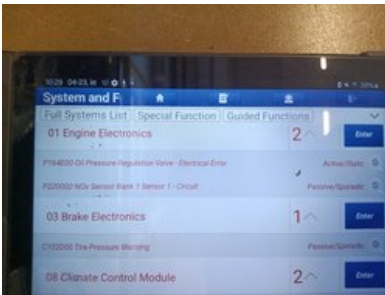 System and F
Full Systems List Special Function Guided Functions
01 Engine Electronics 2 Enter
P164E00 Oil Pressure Regulation Valve - Electrical Error Active/Static
P220000 NOx Sensor Bank 1 Sensor 1 - Circuit Passive/Sporadic
03 Brake Electronics 1 Enter
C102D00 Tire Pressure Warning Passive/Sporadic
08 Climate Control Module 2 Enter